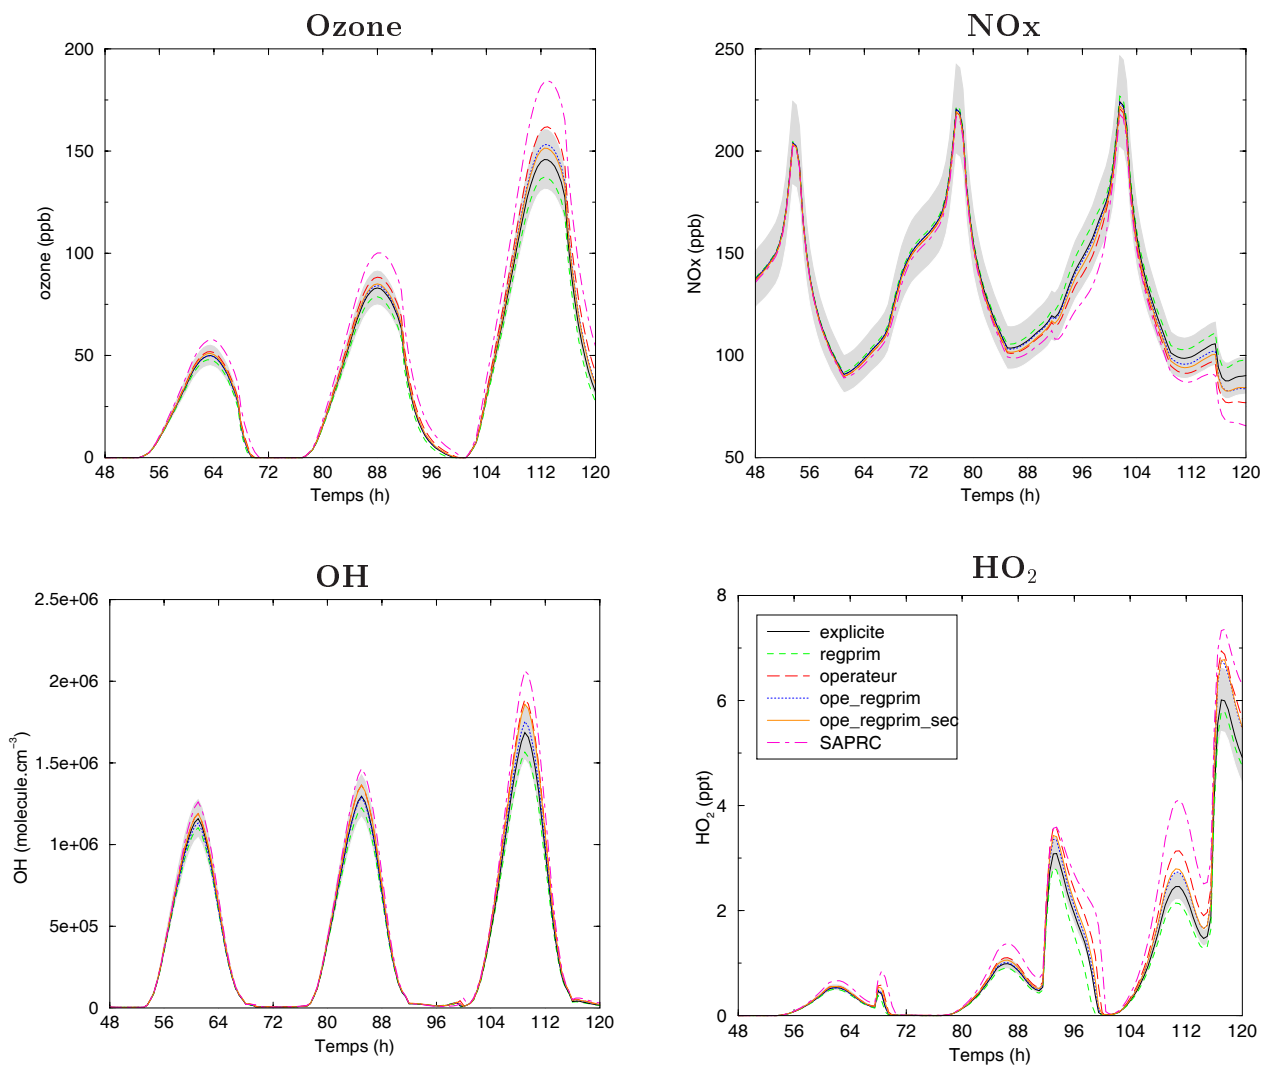 Ozone
200
150
100
50
0
48 56 64 72 80 88 96 104 112 120
ozone (ppb)
Temps (h)
NOx
250
200
150
100
50
48 56 64 72 80 88 96 104 112 120
NOx (ppb)
Temps (h)
OH
2.5e+06
2e+06
1.5e+06
1e+06
5e+05
0
48 56 64 72 80 88 96 104 112 120
OH (molecule.cm⁻³)
Temps (h)
HO₂
8
6
4
2
0
48 56 64 72 80 88 96 104 112 120
HO₂ (ppt)
Temps (h)
explicite
regprim
operateur
ope_regprim
ope_regprim_sec
SAPRC